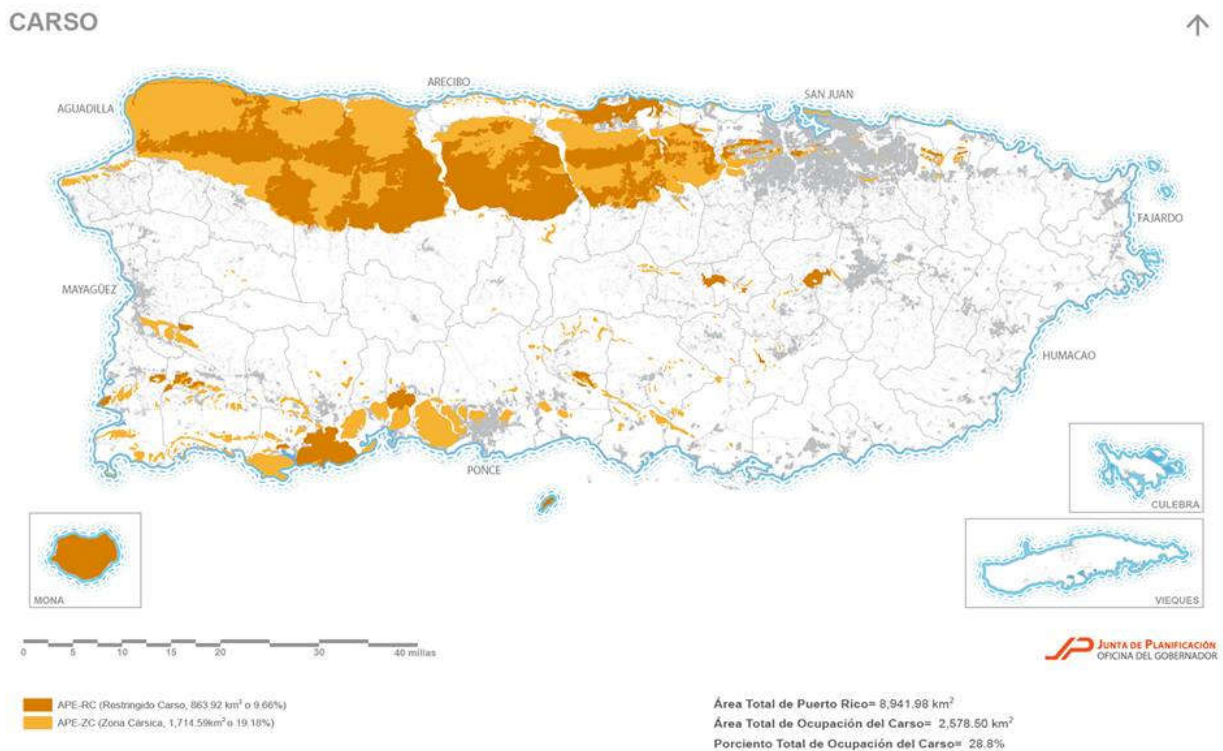 CARSO
ARECIBO
AGUADILLA
SAN JUAN
FAJARDO
MAYAGÜEZ
HUMACAO
PONCE
CULEBRA
MONA
VIEQUES
0 5 10 15 20 30 40 millas
JP JUNTA DE PLANIFICACIÓN
OFICINA DEL GOBERNADOR
APE-RC (Restringido Carso, 863.92 km² o 9.66%)
APE-ZC (Zona Cársica, 1,714.59km² o 19.18%)
Área Total de Puerto Rico= 8,941.98 km²
Área Total de Ocupación del Carso= 2,578.50 km²
Porciento Total de Ocupación del Carso= 28.8%